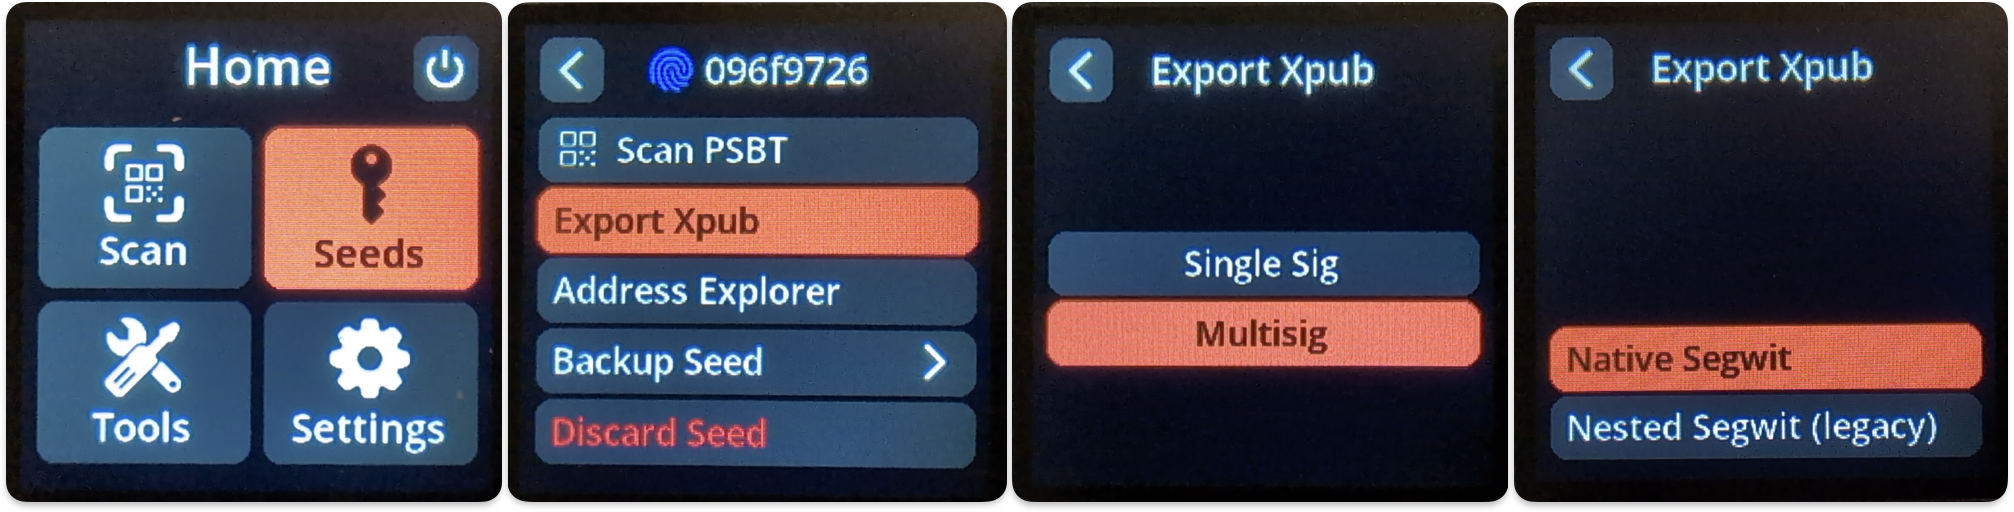 Home
Scan
Seeds
Tools
Settings
096f9726
Scan PSBT
Export Xpub
Address Explorer
Backup Seed
Discard Seed
Export Xpub
Single Sig
Multisig
Export Xpub
Native Segwit
Nested Segwit (legacy)